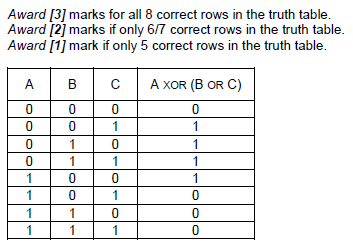 Award [3] marks for all 8 correct rows in the truth table.
Award [2] marks if only 6/7 correct rows in the truth table.
Award [1] mark if only 5 correct rows in the truth table.
A B C A XOR (B OR C)
0 0 0 0
0 0 1 1
0 1 0 1
0 1 1 1
1 0 0 1
1 0 1 0
1 1 0 0
1 1 1 0